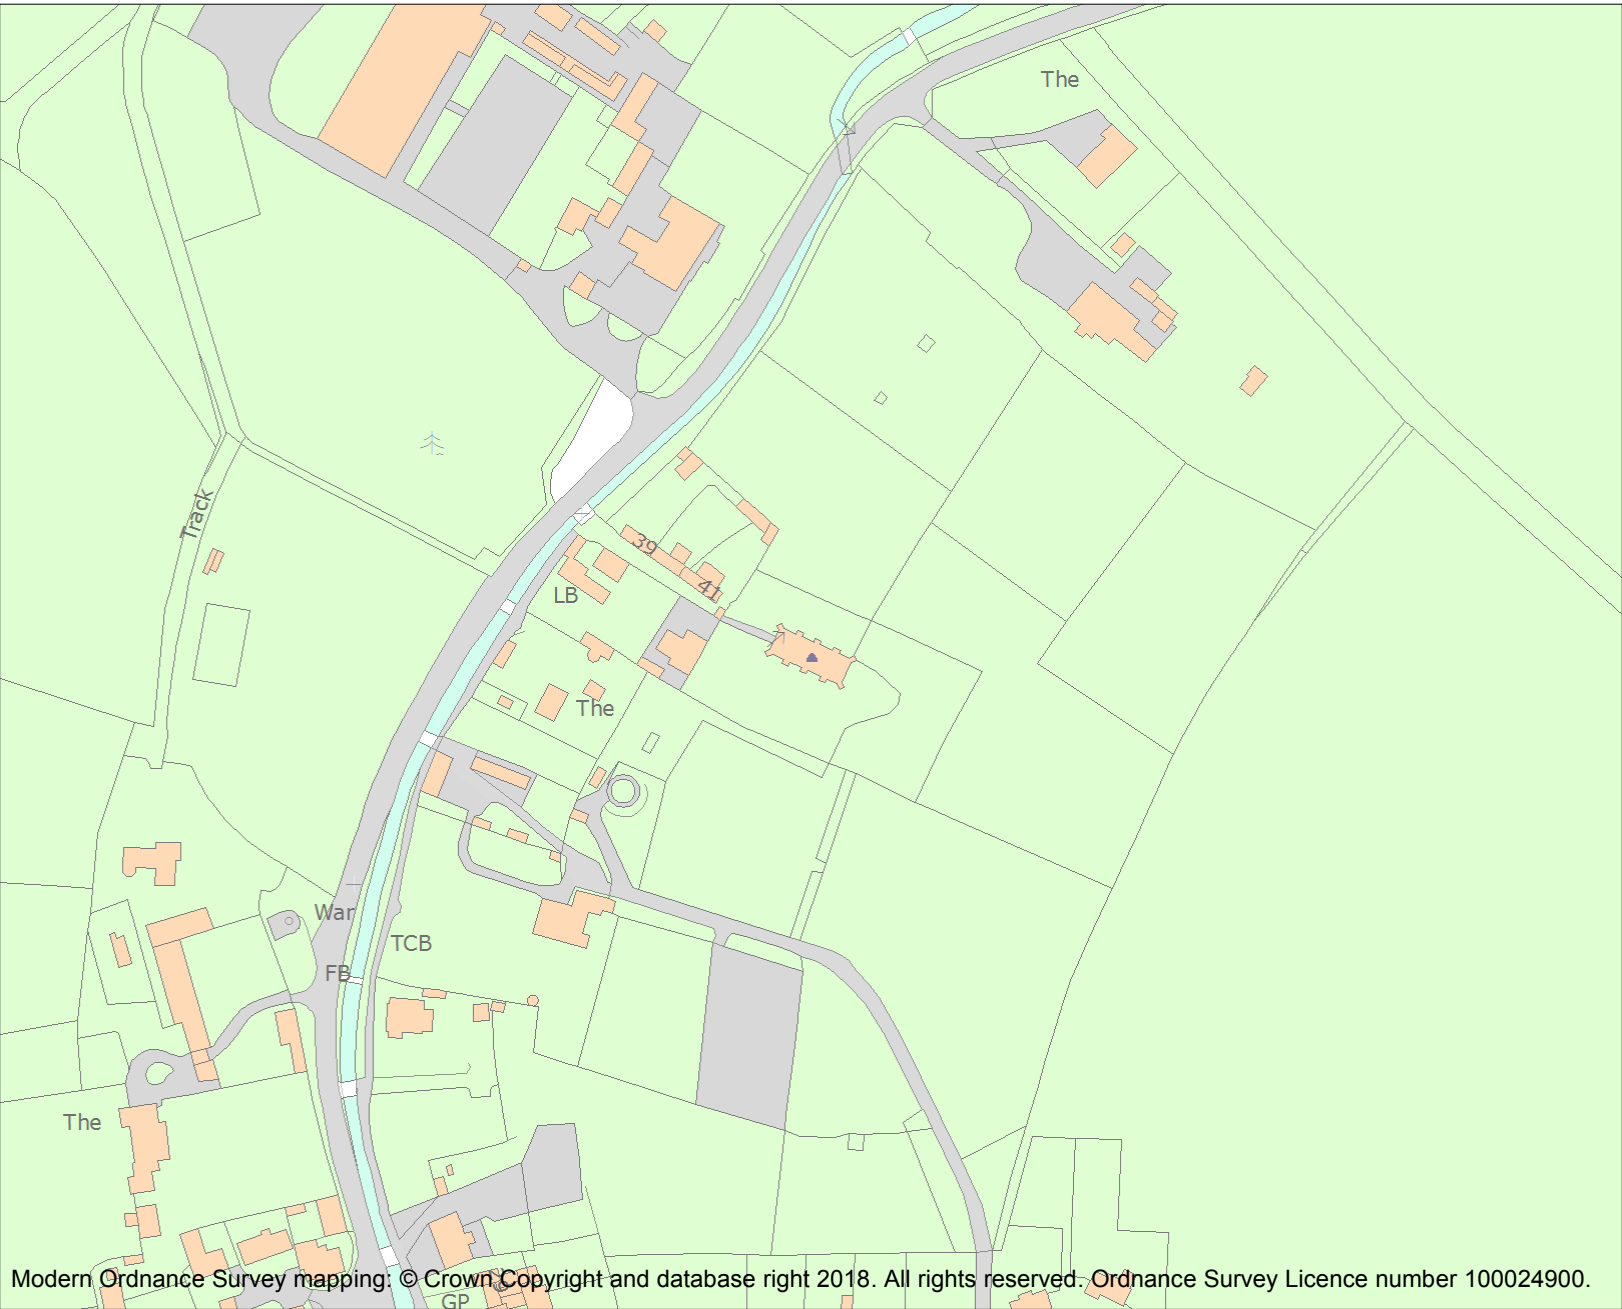 The
Track
39
41
LB
The
War
TCB
FB
The
GP
Modern Ordnance Survey mapping: © Crown Copyright and database right 2018. All rights reserved. Ordnance Survey Licence number 100024900.